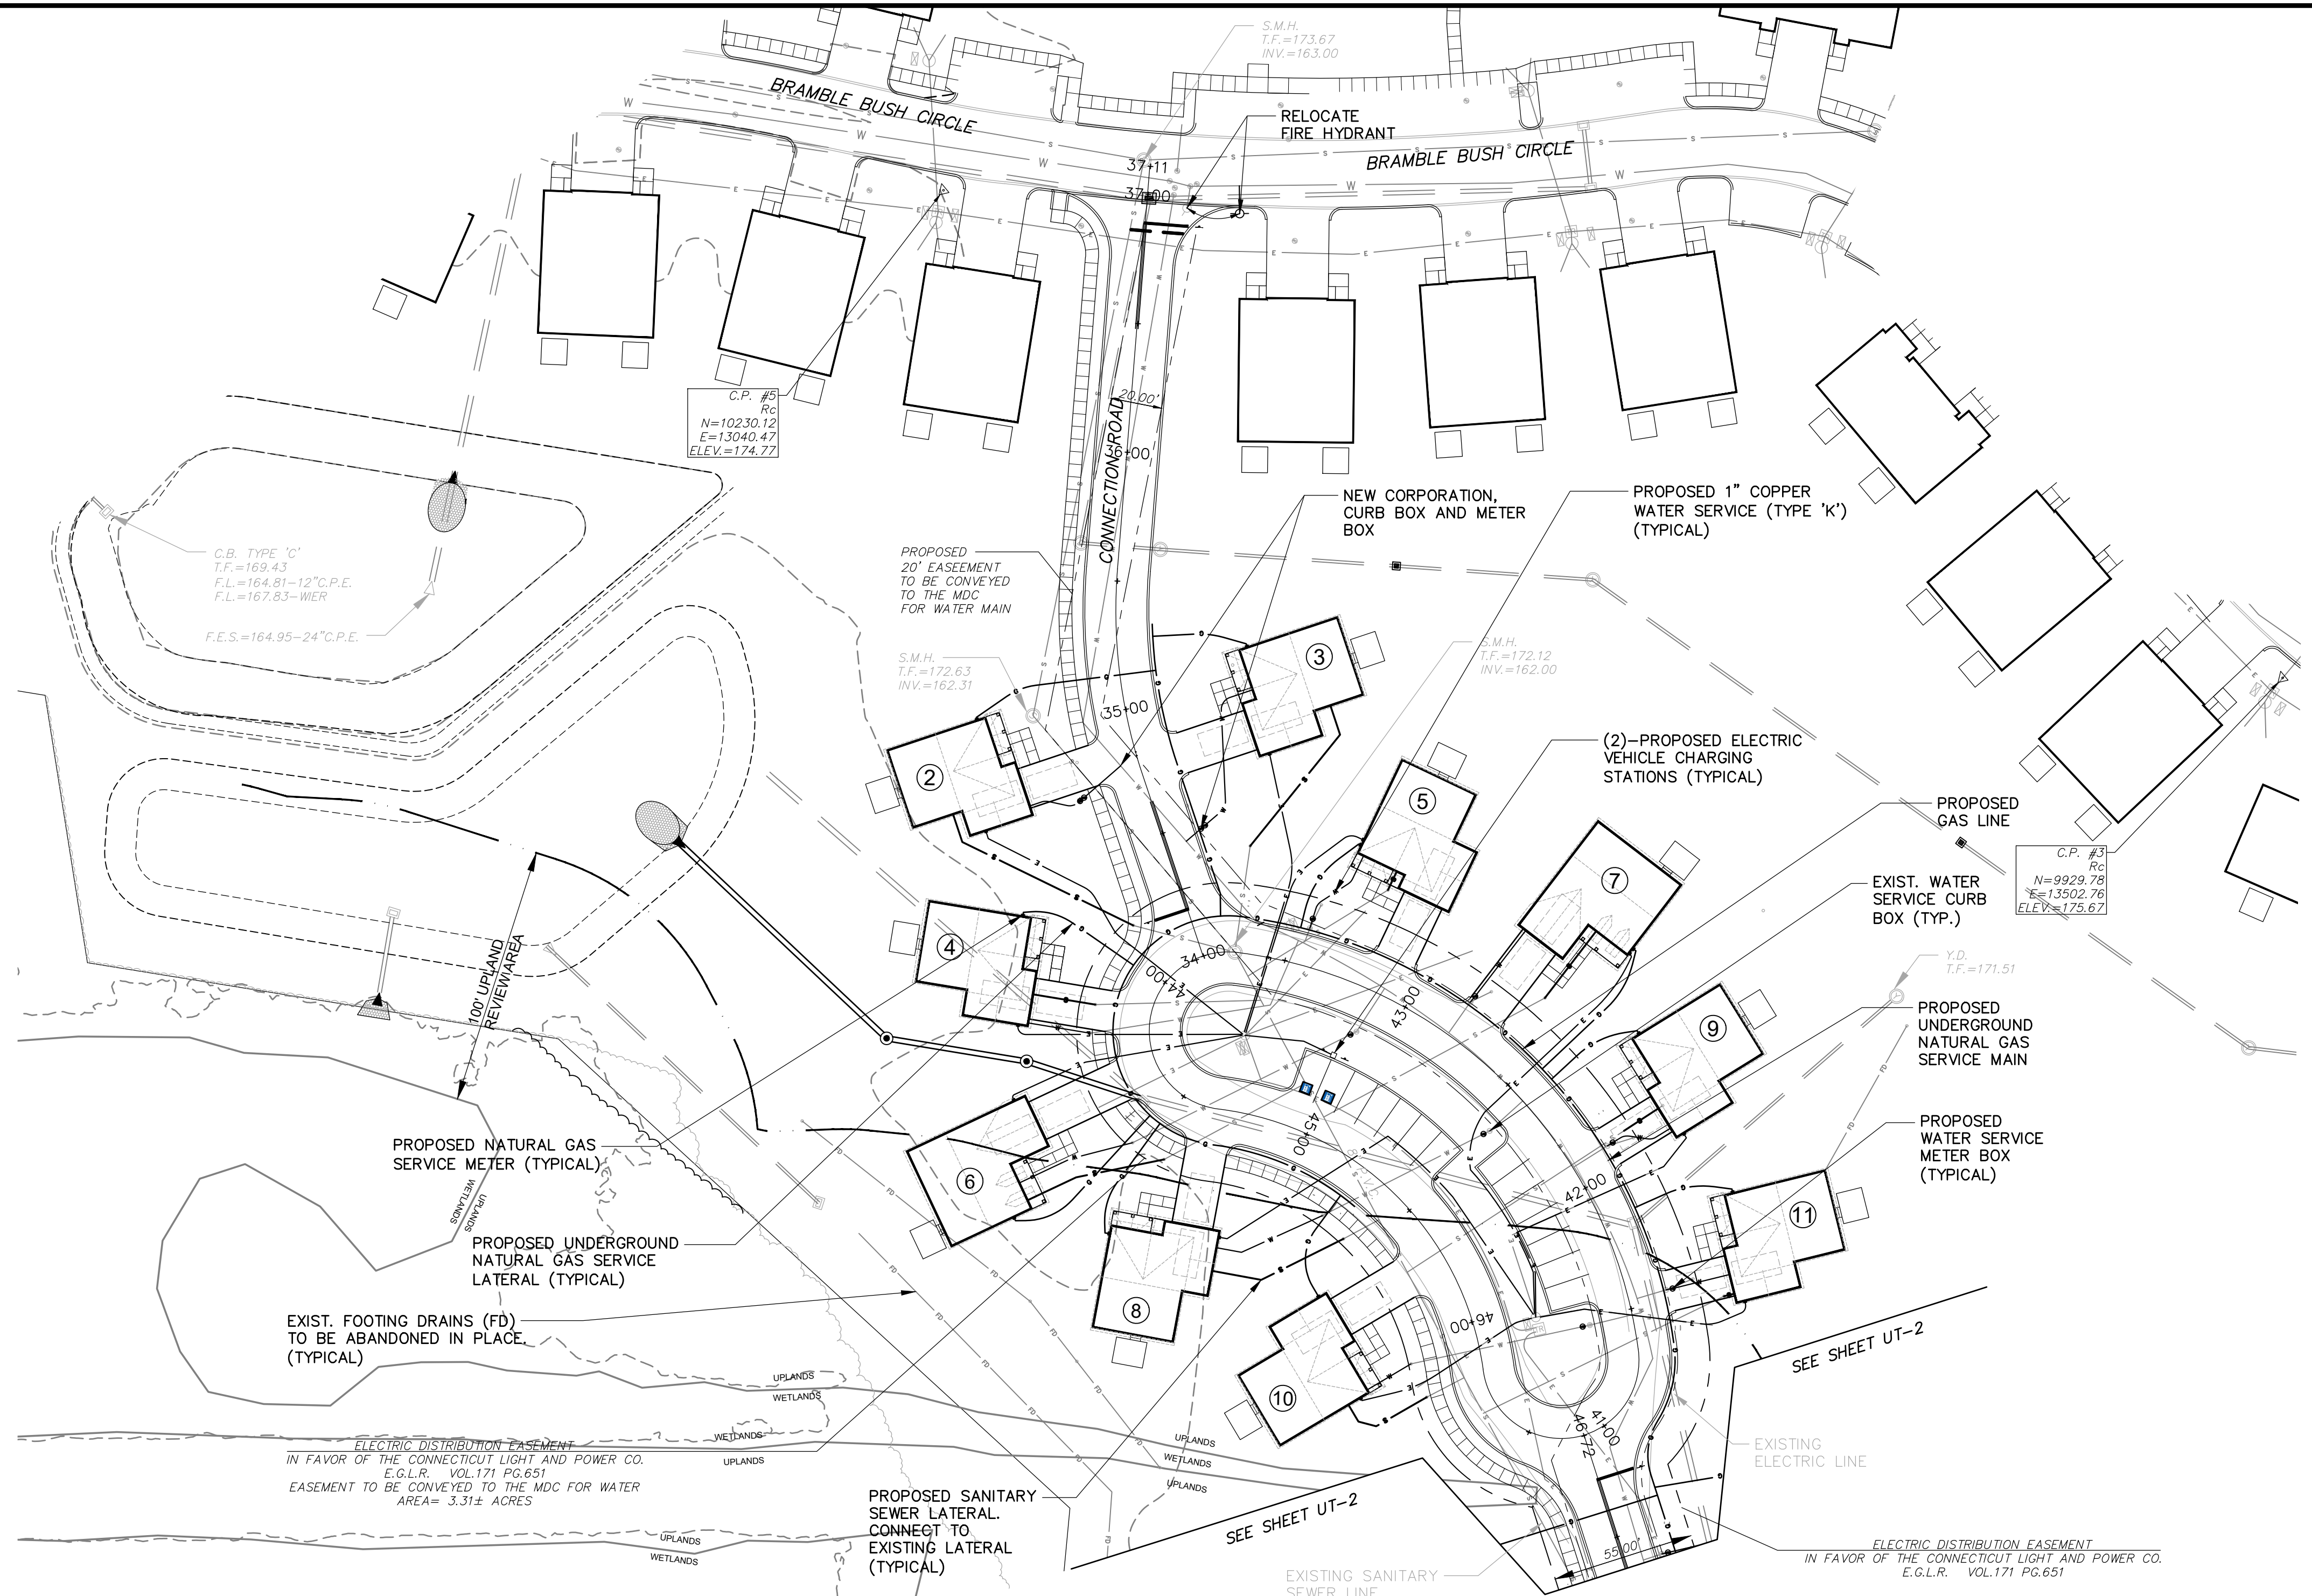 S.M.H.
T.F.=173.67
INV.=163.00
BRAMBLE BUSH CIRCLE
RELOCATE
FIRE HYDRANT
BRAMBLE BUSH CIRCLE
37+11
37+00
C.P. #5
Rc
N=10230.12
E=13040.47
ELEV.=174.77
20.00'
CONNECTION ROAD
36+00
NEW CORPORATION,
CURB BOX AND METER
BOX
PROPOSED 1" COPPER
WATER SERVICE (TYPE 'K')
(TYPICAL)
C.B. TYPE 'C'
T.F.=169.43
F.L.=164.81-12"C.P.E.
F.L.=167.83-WIER
F.E.S.=164.95-24"C.P.E.
PROPOSED
20' EASEEMENT
TO BE CONVEYED
TO THE MDC
FOR WATER MAIN
S.M.H.
T.F.=172.63
INV.=162.31
S.M.H.
T.F.=172.12
INV.=162.00
3
35+00
2
5
(2)-PROPOSED ELECTRIC
VEHICLE CHARGING
STATIONS (TYPICAL)
PROPOSED
GAS LINE
C.P. #3
Rc
N=9929.78
E=13502.76
ELEV.=175.67
7
EXIST. WATER
SERVICE CURB
BOX (TYP.)
4
34+00
44+00
43+00
100' UPLAND
REVIEW AREA
Y.D.
T.F.=171.51
9
PROPOSED
UNDERGROUND
NATURAL GAS
SERVICE MAIN
45+00
PROPOSED NATURAL GAS
SERVICE METER (TYPICAL)
6
PROPOSED
WATER SERVICE
METER BOX
(TYPICAL)
WETLANDS
UPLANDS
42+00
11
PROPOSED UNDERGROUND
NATURAL GAS SERVICE
LATERAL (TYPICAL)
8
EXIST. FOOTING DRAINS (FD)
TO BE ABANDONED IN PLACE.
(TYPICAL)
46+00
SEE SHEET UT-2
UPLANDS
WETLANDS
10
41+00
46+72
WETLANDS
UPLANDS
UPLANDS
WETLANDS
UPLANDS
ELECTRIC DISTRIBUTION EASEMENT
IN FAVOR OF THE CONNECTICUT LIGHT AND POWER CO.
E.G.L.R. VOL.171 PG.651
EASEMENT TO BE CONVEYED TO THE MDC FOR WATER
AREA= 3.31± ACRES
EXISTING
ELECTRIC LINE
PROPOSED SANITARY
SEWER LATERAL.
CONNECT TO
EXISTING LATERAL
(TYPICAL)
SEE SHEET UT-2
UPLANDS
WETLANDS
55.00'
ELECTRIC DISTRIBUTION EASEMENT
IN FAVOR OF THE CONNECTICUT LIGHT AND POWER CO.
E.G.L.R. VOL.171 PG.651
EXISTING SANITARY
SEWER LINE